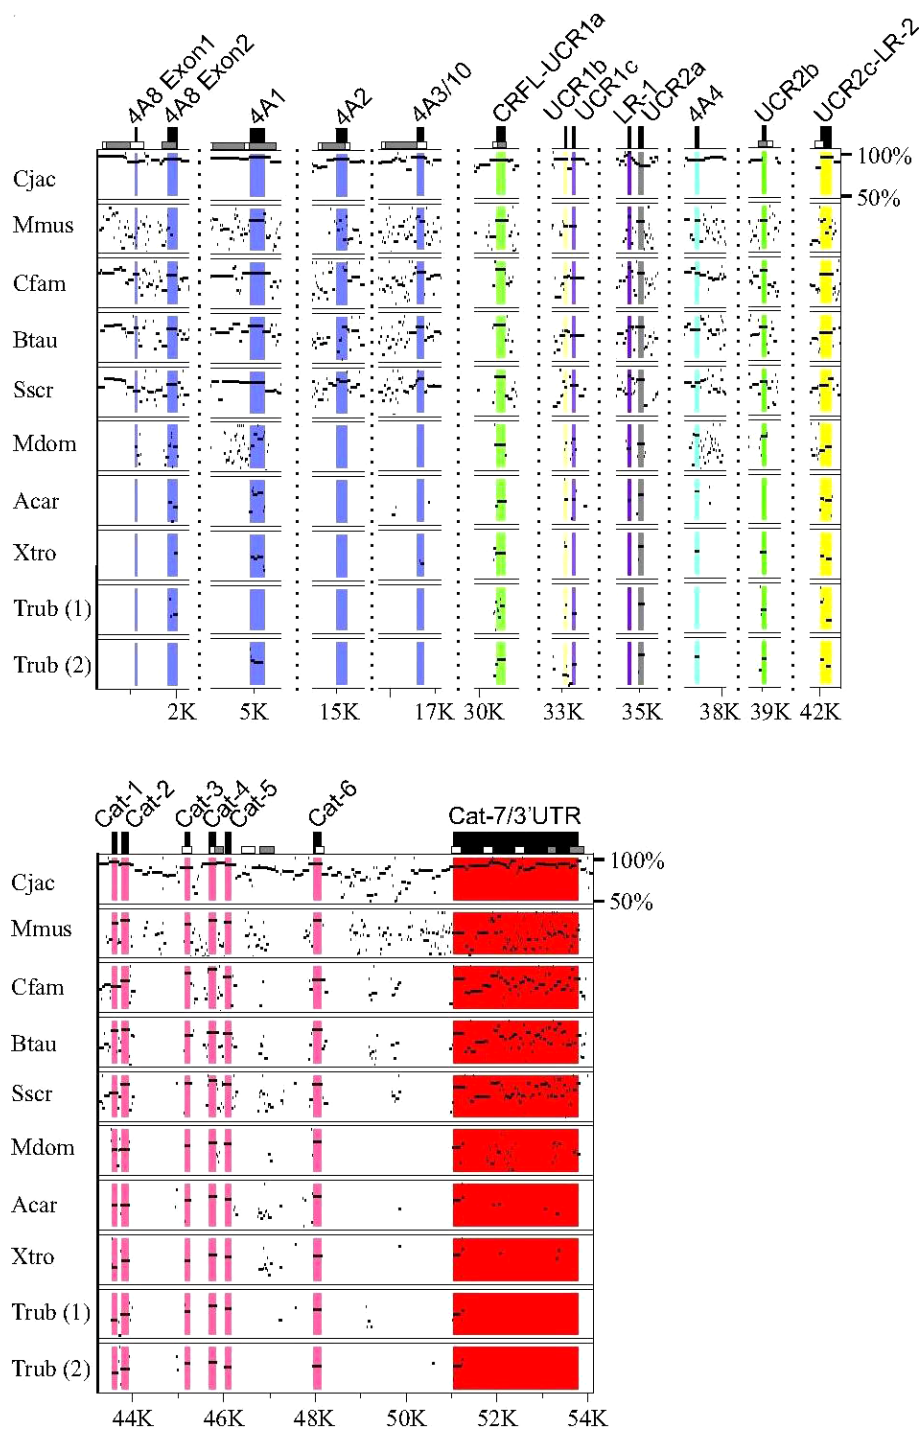 4A8 Exon1
4A8 Exon2
4A1
4A2
4A3/10
CRFL-UCR1a
UCR1b
UCR1c
LR-1
UCR2a
4A4
UCR2b
UCR2c-LR-2
100%
50%
Cjac
Mmus
Cfam
Btau
Sscr
Mdom
Acar
Xtro
Trub (1)
Trub (2)
2K 5K 15K 17K 30K 33K 35K 38K 39K 42K
Cat-1
Cat-2
Cat-3
Cat-4
Cat-5
Cat-6
Cat-7/3'UTR
100%
50%
Cjac
Mmus
Cfam
Btau
Sscr
Mdom
Acar
Xtro
Trub (1)
Trub (2)
44K 46K 48K 50K 52K 54K